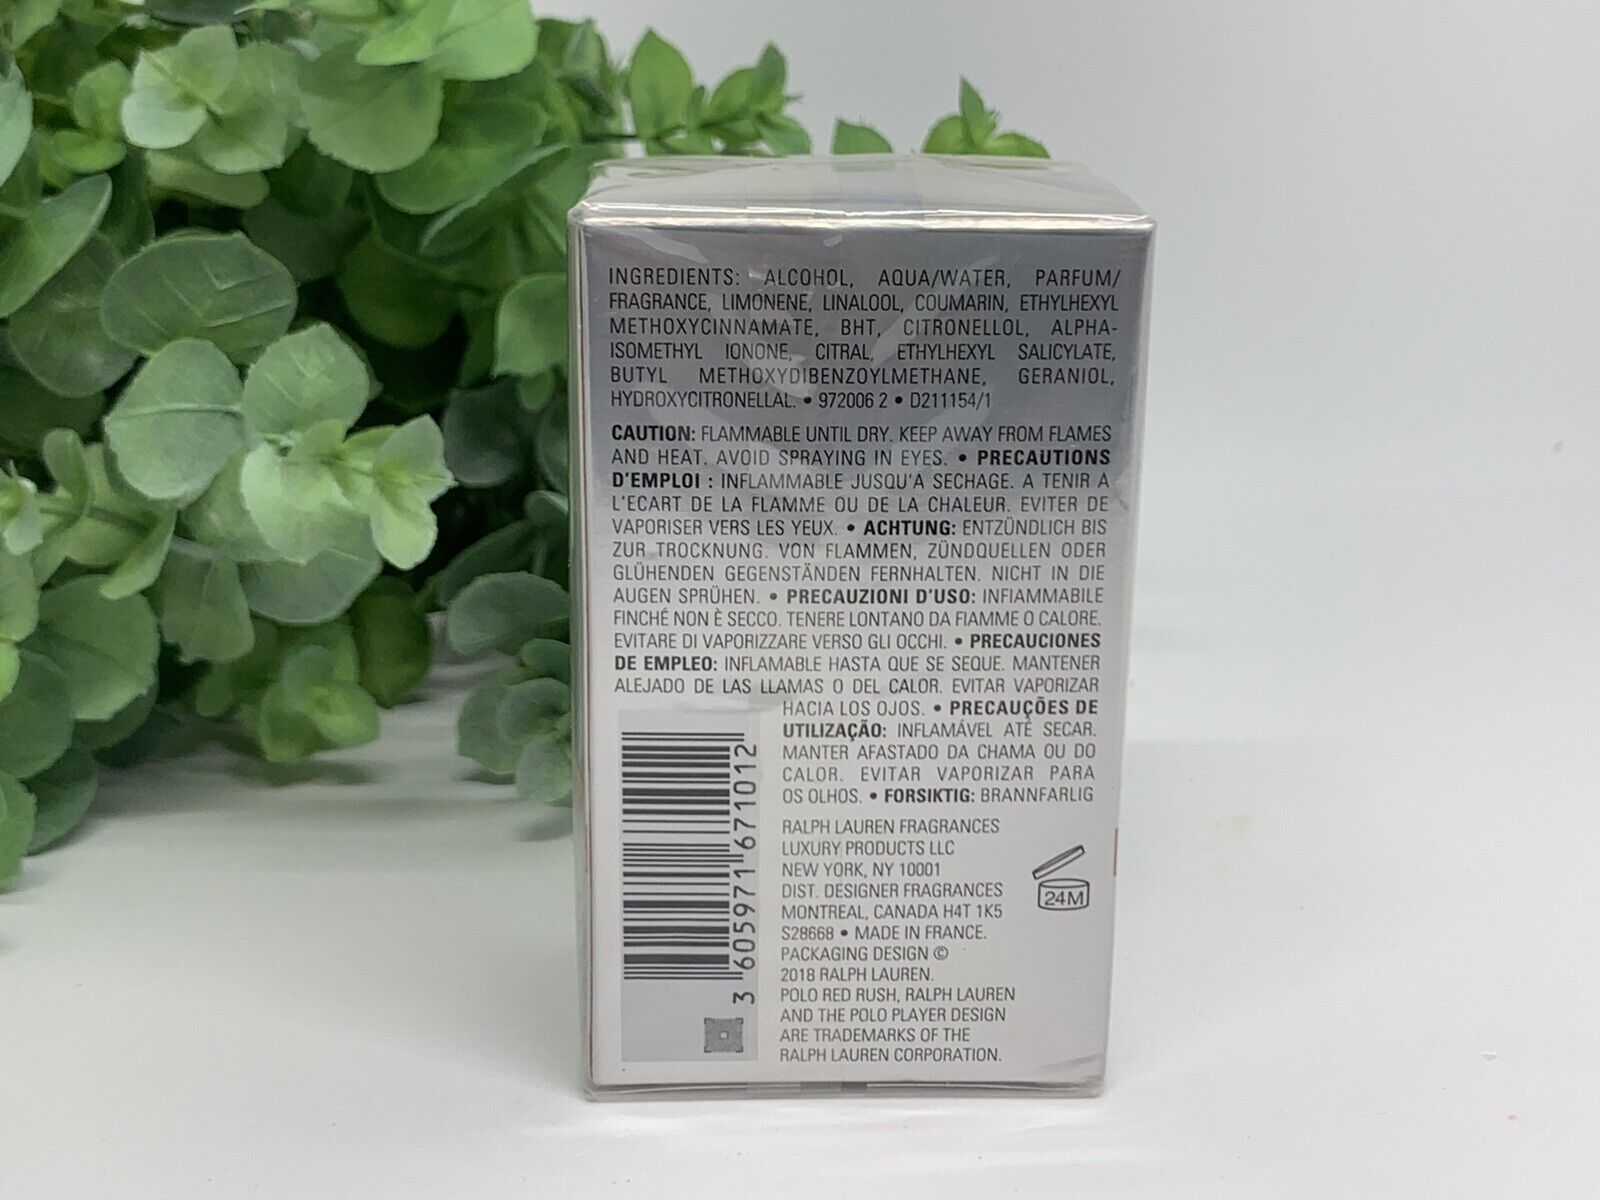 INGREDIENTS: ALCOHOL, AQUA/WATER, PARFUM/
FRAGRANCE, LIMONENE, LINALOOL, COUMARIN, ETHYLHEXYL
METHOXYCINNAMATE, BHT, CITRONELLOL, ALPHA-
ISOMETHYL IONONE, CITRAL, ETHYLHEXYL SALICYLATE,
BUTYL METHOXYDIBENZOYLMETHANE, GERANIOL,
HYDROXYCITRONELLAL. • 972006 2 • D211154/1
CAUTION: FLAMMABLE UNTIL DRY. KEEP AWAY FROM FLAMES
AND HEAT. AVOID SPRAYING IN EYES. • PRECAUTIONS
D'EMPLOI : INFLAMMABLE JUSQU'A SECHAGE. A TENIR A
L'ECART DE LA FLAMME OU DE LA CHALEUR. EVITER DE
VAPORISER VERS LES YEUX. • ACHTUNG: ENTZÜNDLICH BIS
ZUR TROCKNUNG. VON FLAMMEN, ZÜNDQUELLEN ODER
GLÜHENDEN GEGENSTÄNDEN FERNHALTEN. NICHT IN DIE
AUGEN SPRÜHEN. • PRECAUZIONI D'USO: INFIAMMABILE
FINCHÉ NON È SECCO. TENERE LONTANO DA FIAMME O CALORE.
EVITARE DI VAPORIZZARE VERSO GLI OCCHI. • PRECAUCIONES
DE EMPLEO: INFLAMABLE HASTA QUE SE SEQUE. MANTENER
ALEJADO DE LAS LLAMAS O DEL CALOR. EVITAR VAPORIZAR
HACIA LOS OJOS. • PRECAUÇÕES DE
UTILIZAÇÃO: INFLAMÁVEL ATÉ SECAR.
MANTER AFASTADO DA CHAMA OU DO
CALOR. EVITAR VAPORIZAR PARA
OS OLHOS. • FORSIKTIG: BRANNFARLIG
3 605971 671012
RALPH LAUREN FRAGRANCES
LUXURY PRODUCTS LLC
NEW YORK, NY 10001
DIST. DESIGNER FRAGRANCES
MONTREAL, CANADA H4T 1K5
S28668 • MADE IN FRANCE.
PACKAGING DESIGN ©
2018 RALPH LAUREN.
POLO RED RUSH, RALPH LAUREN
AND THE POLO PLAYER DESIGN
ARE TRADEMARKS OF THE
RALPH LAUREN CORPORATION.
24M